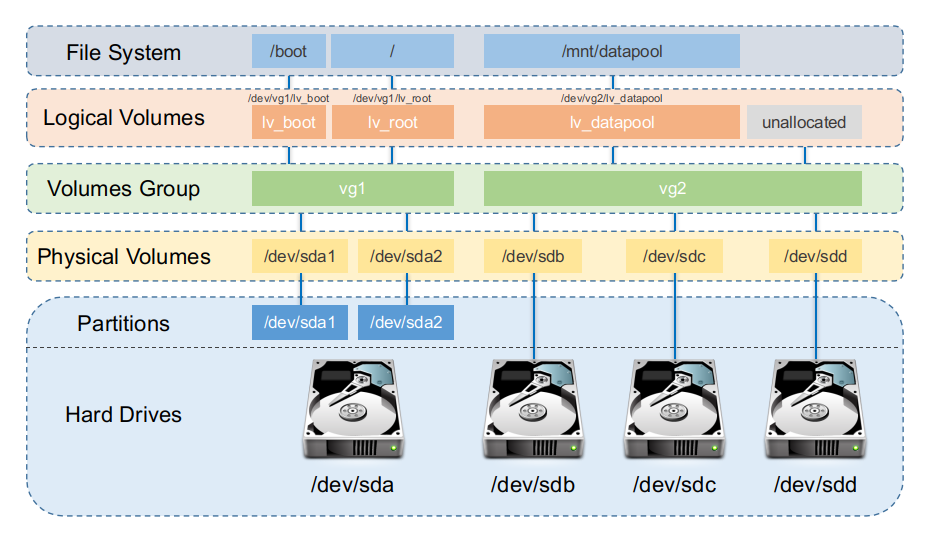 File System
/boot
/
/mnt/datapool
/dev/vg1/lv_boot
/dev/vg1/lv_root
/dev/vg2/lv_datapool
Logical Volumes
lv_boot
lv_root
lv_datapool
unallocated
Volumes Group
vg1
vg2
Physical Volumes
/dev/sda1
/dev/sda2
/dev/sdb
/dev/sdc
/dev/sdd
Partitions
/dev/sda1
/dev/sda2
Hard Drives
/dev/sda
/dev/sdb
/dev/sdc
/dev/sdd